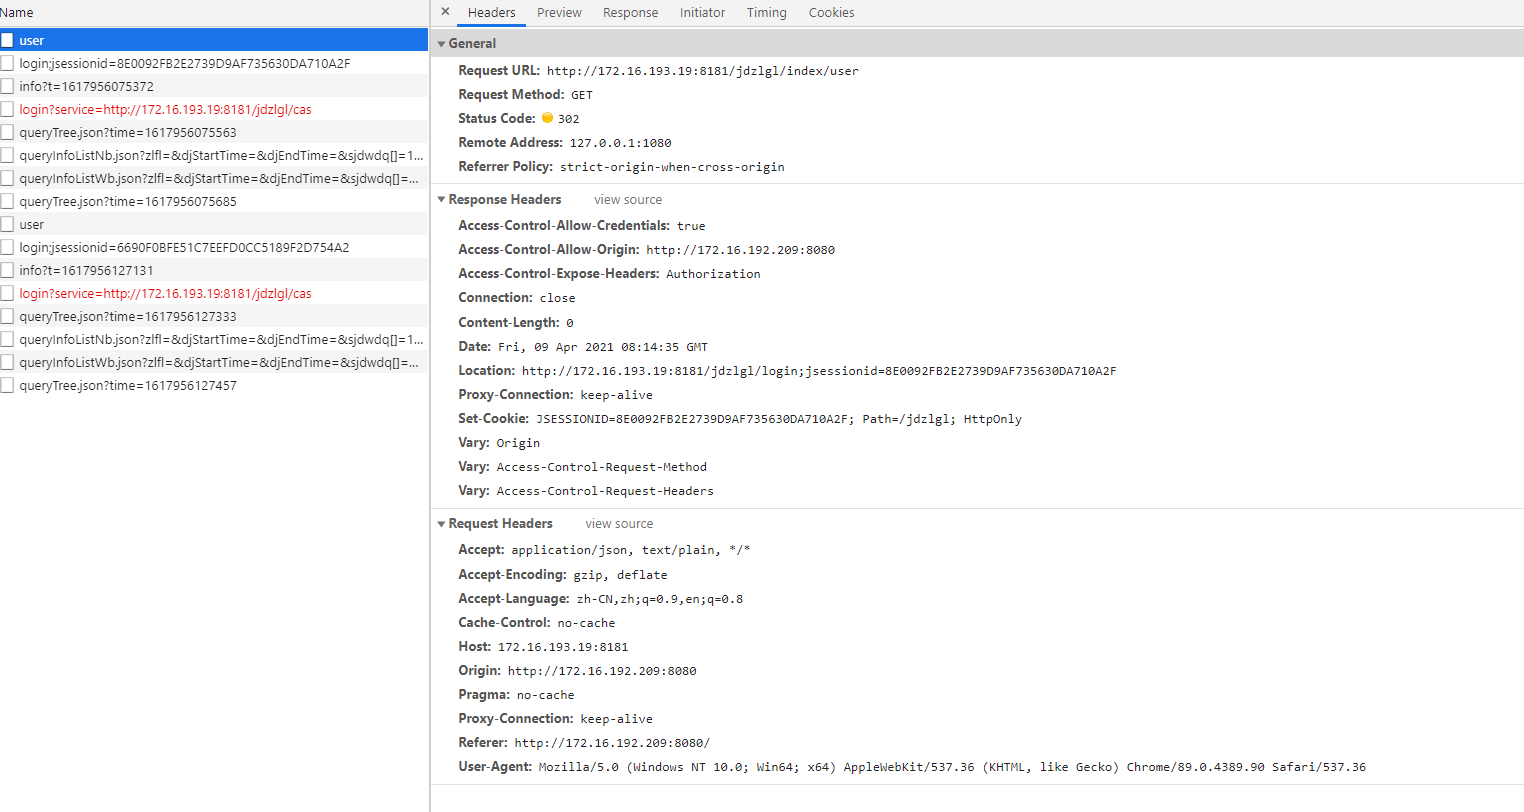 Name
user
login;jsessionid=8E0092FB2E2739D9AF735630DA710A2F
info?t=1617956075372
login?service=http://172.16.193.19:8181/jdzlgl/cas
queryTree.json?time=1617956075563
queryInfoListNb.json?zlfl=&djStartTime=&djEndTime=&sjdwdq[]=1...
queryInfoListWb.json?zlfl=&djStartTime=&djEndTime=&sjdwdq[]=...
queryTree.json?time=1617956075685
user
login;jsessionid=6690F0BFE51C7EEFD0CC5189F2D754A2
info?t=1617956127131
login?service=http://172.16.193.19:8181/jdzlgl/cas
queryTree.json?time=1617956127333
queryInfoListNb.json?zlfl=&djStartTime=&djEndTime=&sjdwdq[]=1...
queryInfoListWb.json?zlfl=&djStartTime=&djEndTime=&sjdwdq[]=...
queryTree.json?time=1617956127457
× Headers Preview Response Initiator Timing Cookies
General
Request URL: http://172.16.193.19:8181/jdzlgl/index/user
Request Method: GET
Status Code: 302
Remote Address: 127.0.0.1:1080
Referrer Policy: strict-origin-when-cross-origin
Response Headers view source
Access-Control-Allow-Credentials: true
Access-Control-Allow-Origin: http://172.16.192.209:8080
Access-Control-Expose-Headers: Authorization
Connection: close
Content-Length: 0
Date: Fri, 09 Apr 2021 08:14:35 GMT
Location: http://172.16.193.19:8181/jdzlgl/login;jsessionid=8E0092FB2E2739D9AF735630DA710A2F
Proxy-Connection: keep-alive
Set-Cookie: JSESSIONID=8E0092FB2E2739D9AF735630DA710A2F; Path=/jdzlgl; HttpOnly
Vary: Origin
Vary: Access-Control-Request-Method
Vary: Access-Control-Request-Headers
Request Headers view source
Accept: application/json, text/plain, */*
Accept-Encoding: gzip, deflate
Accept-Language: zh-CN,zh;q=0.9,en;q=0.8
Cache-Control: no-cache
Host: 172.16.193.19:8181
Origin: http://172.16.192.209:8080
Pragma: no-cache
Proxy-Connection: keep-alive
Referer: http://172.16.192.209:8080/
User-Agent: Mozilla/5.0 (Windows NT 10.0; Win64; x64) AppleWebKit/537.36 (KHTML, like Gecko) Chrome/89.0.4389.90 Safari/537.36